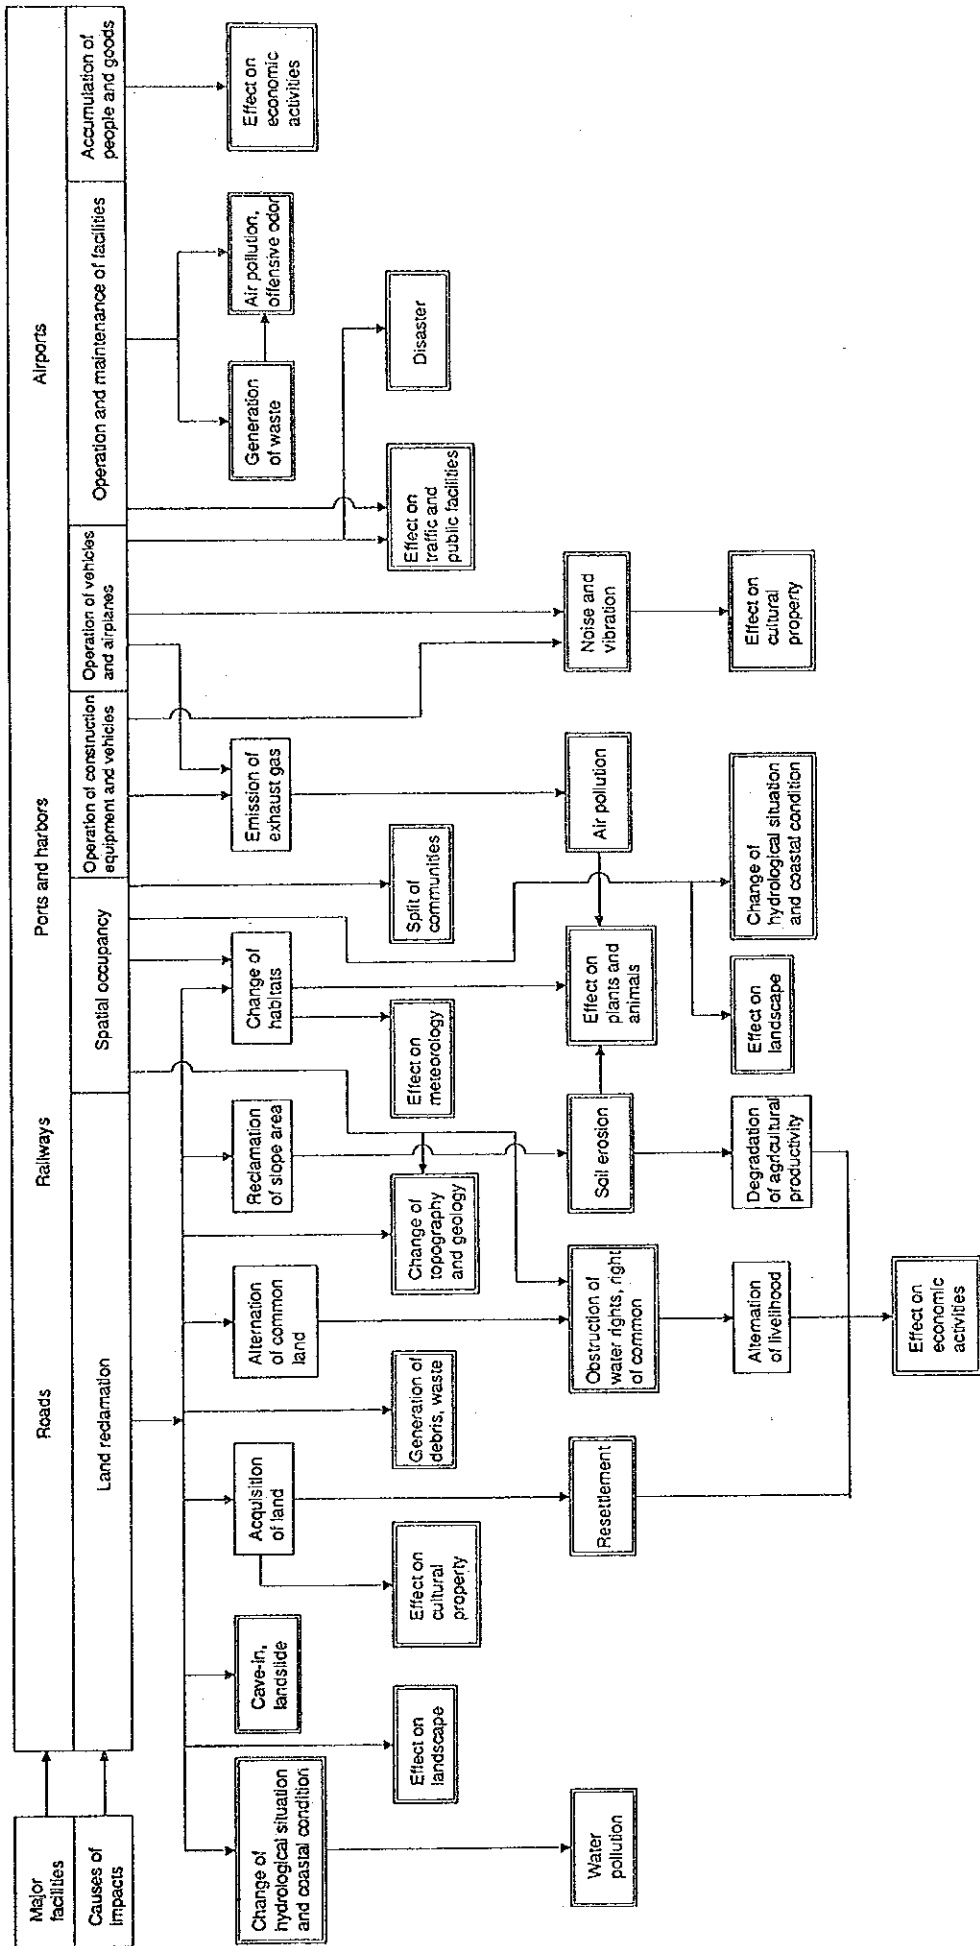 Major
facilities
Roads
Railways
Ports and harbors
Airports
Causes of
impacts
Land reclamation
Spatial occupancy
Operation of construction
equipment and vehicles
Operation of vehicles
and airplanes
Operation and maintenance of facilities
Accumulation of
people and goods
Change of
hydrological situation
and coastal condition
Cave-in,
landslide
Acquisition
of land
Alternation of common
land
Reclamation
of slope area
Change of
habitats
Emission of
exhaust gas
Generation
of waste
Air pollution,
offensive odor
Effect on
economic
activities
Effect on
landscape
Effect on
cultural
property
Generation of
debris, waste
Change of
topography
and geology
Effect on
meteorology
Split of
communities
Effect on
traffic and
public facilities
Disaster
Water
pollution
Resettlement
Obstruction of
water rights, right
of common
Soil erosion
Effect on
plants and
animals
Air pollution
Noise and
vibration
Alternation
of livelihood
Degradation
of agricultural
productivity
Effect on
landscape
Change of
hydrological situation
and coastal condition
Effect on
cultural
property
Effect on
economic
activities